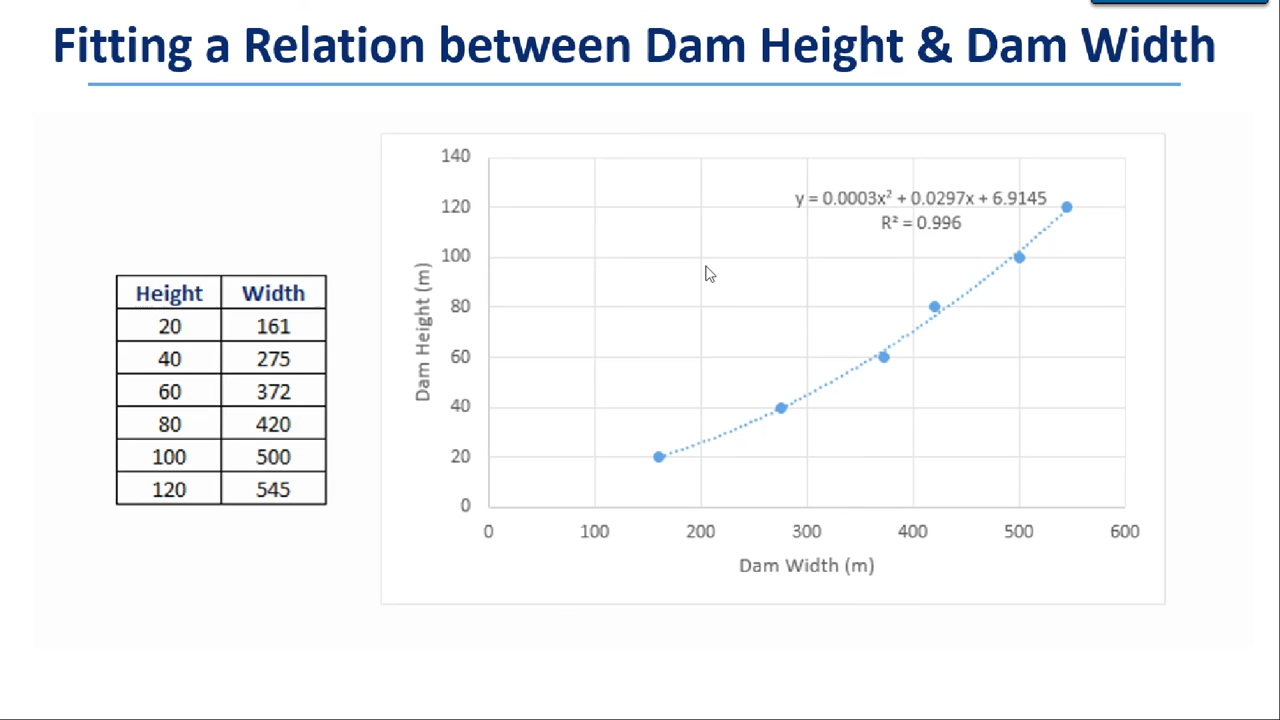 Fitting a Relation between Dam Height & Dam Width
Height Width
20 161
40 275
60 372
80 420
100 500
120 545
140
120
100
80
60
40
20
0
Dam Height (m)
y = 0.0003x² + 0.0297x + 6.9145
R² = 0.996
0 100 200 300 400 500 600
Dam Width (m)